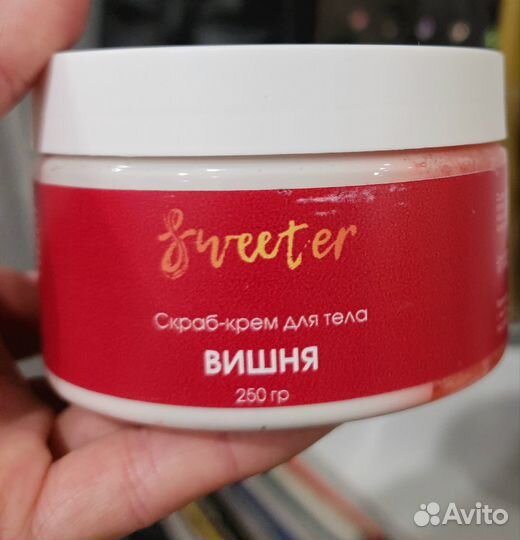 Sweeter
Скраб-крем для тела
ВИШНЯ
250 гр
Avito